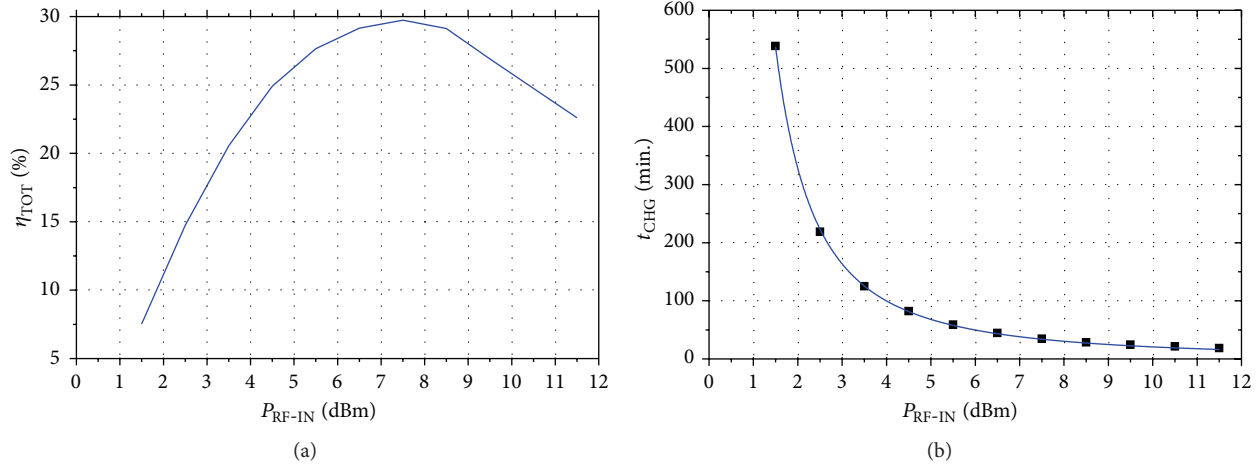 30
25
20
15
10
5
η_TOT (%)
0 1 2 3 4 5 6 7 8 9 10 11 12
P_RF-IN (dBm)
(a)
600
500
400
300
200
100
0
t_CHG (min.)
0 1 2 3 4 5 6 7 8 9 10 11 12
P_RF-IN (dBm)
(b)